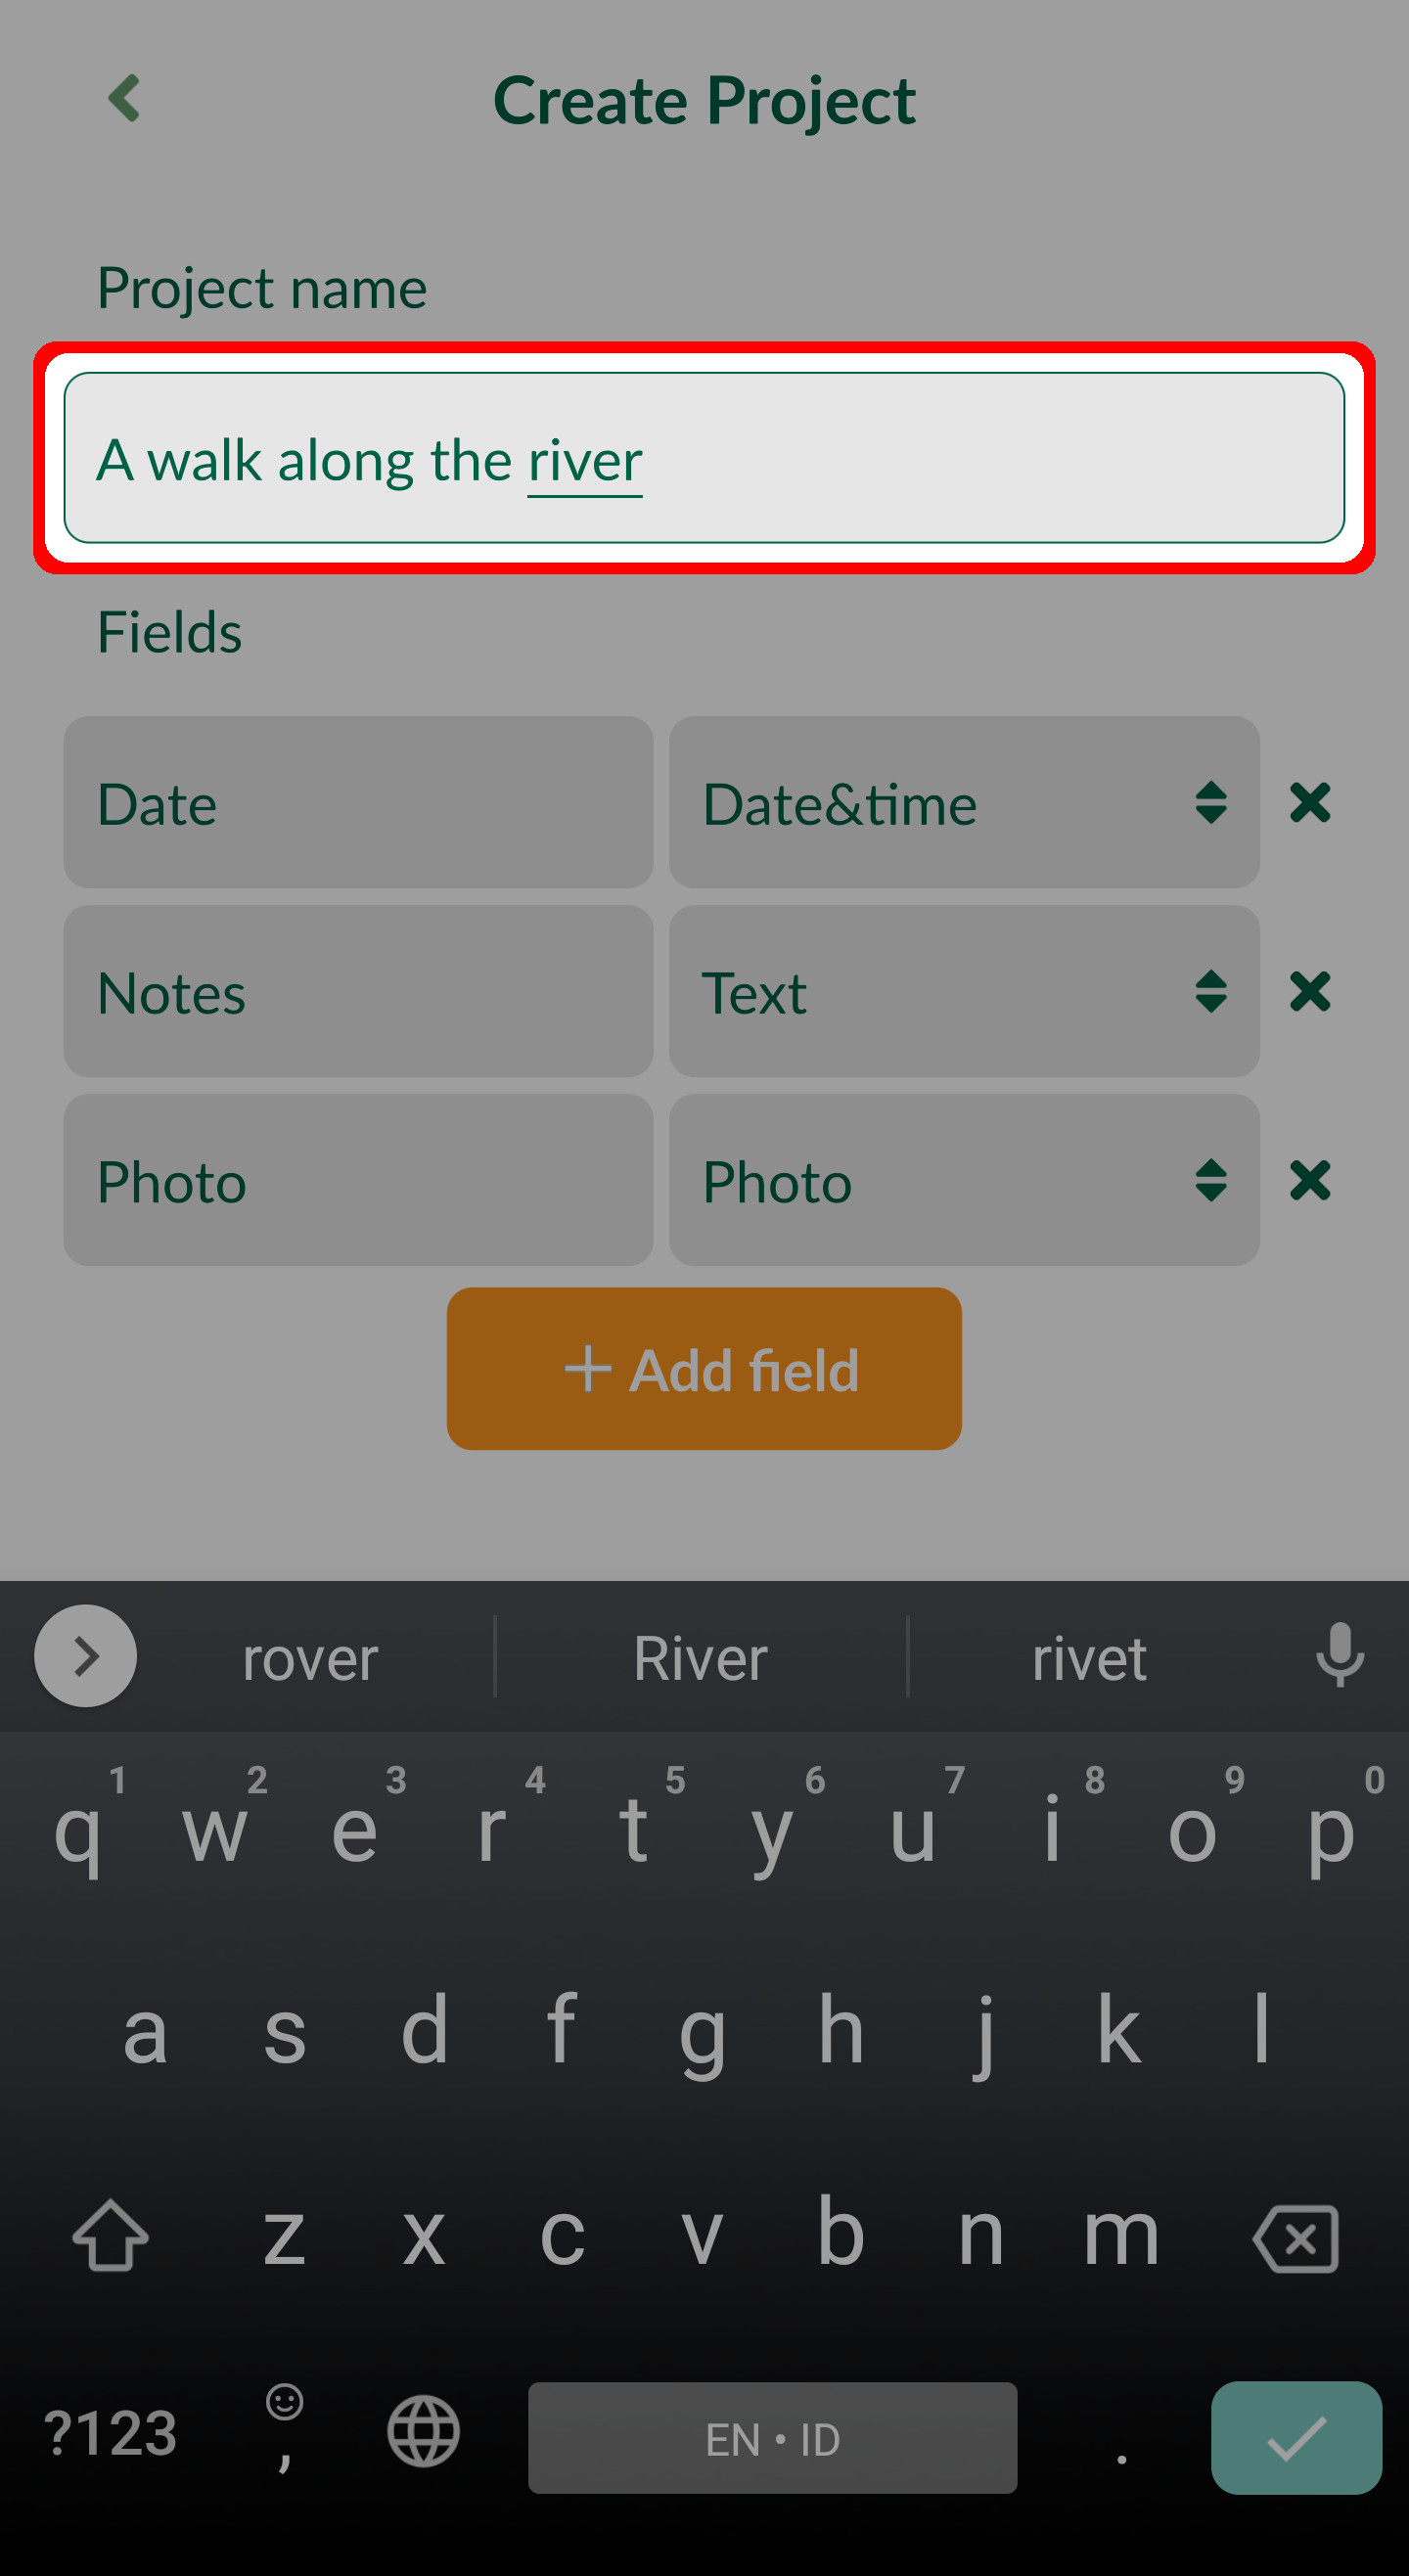 Create Project
Project name
A walk along the river
Fields
Date Date&time
Notes Text
Photo Photo
Add field
rover River rivet
1 2 3 4 5 6 7 8 9 0
q w e r t y u i o p
a s d f g h j k l
z x c v b n m
?123 , EN • ID .